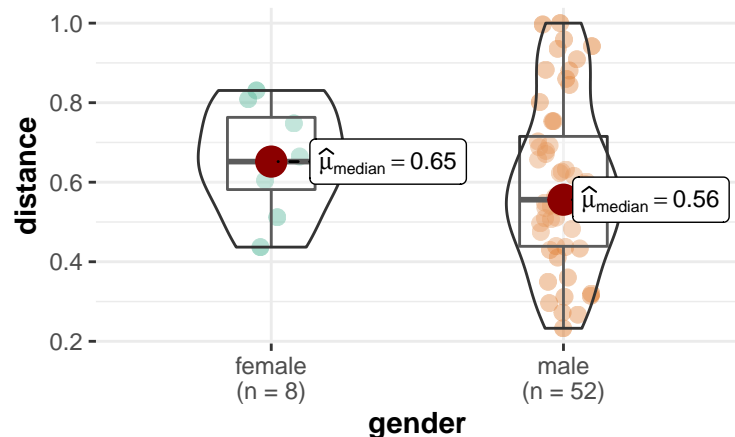 1.0
0.8
0.6
0.4
0.2
distance
μ̂median = 0.65
μ̂median = 0.56
female
(n = 8)
male
(n = 52)
gender